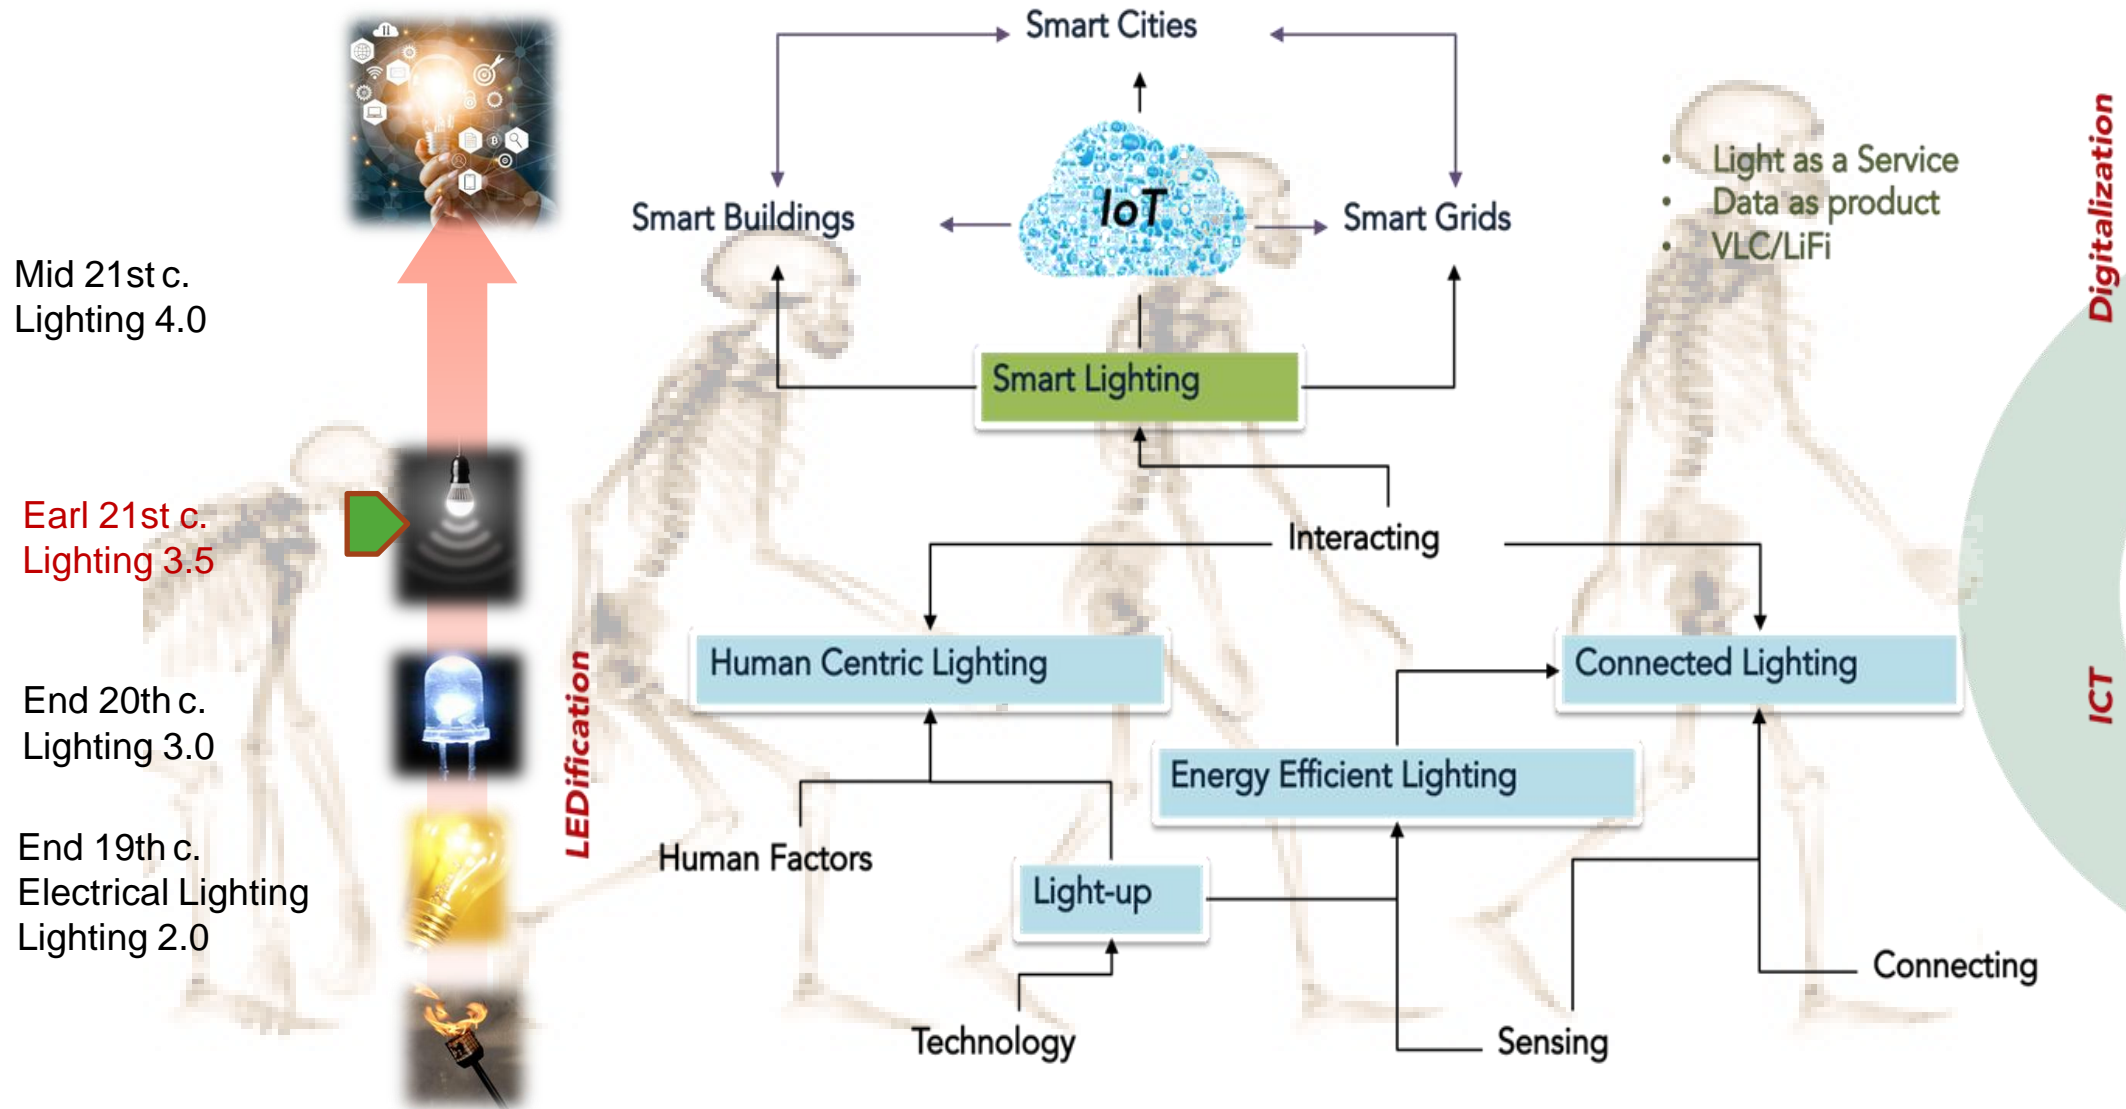 Smart Cities
IoT
Smart Buildings
Smart Grids
• Light as a Service
• Data as product
• VLC/LiFi
Digitalization
Mid 21st c.
Lighting 4.0
Smart Lighting
Earl 21st c.
Lighting 3.5
Interacting
Human Centric Lighting
Connected Lighting
ICT
End 20th c.
Lighting 3.0
LEDification
Energy Efficient Lighting
End 19th c.
Electrical Lighting
Lighting 2.0
Human Factors
Light-up
Connecting
Technology
Sensing